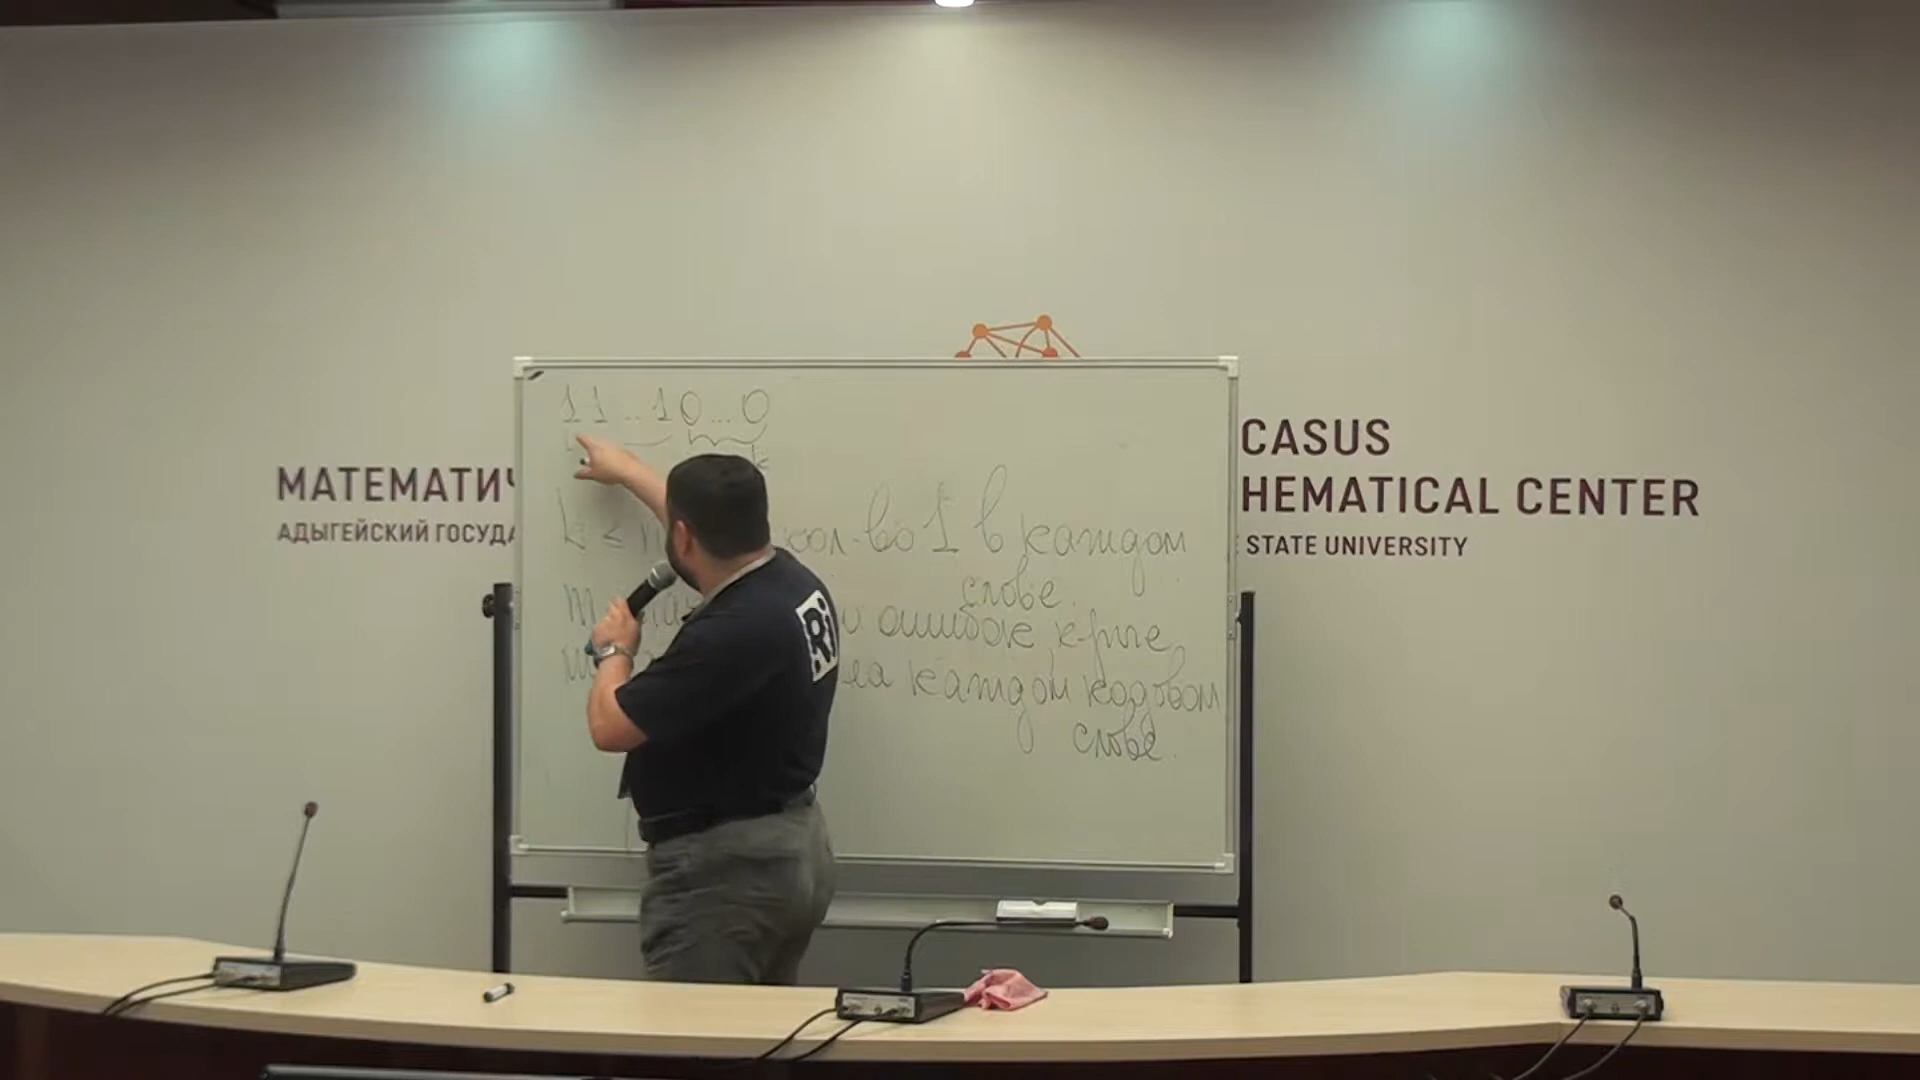 11...10...0
k
k ≤ кол-во 1 в каждом
слове.
m ошибок, к-рые
на каждом кодовом
слове.
МАТЕМАТИЧ
АДЫГЕЙСКИЙ ГОСУДА
CASUS
HEMATICAL CENTER
STATE UNIVERSITY
Ri